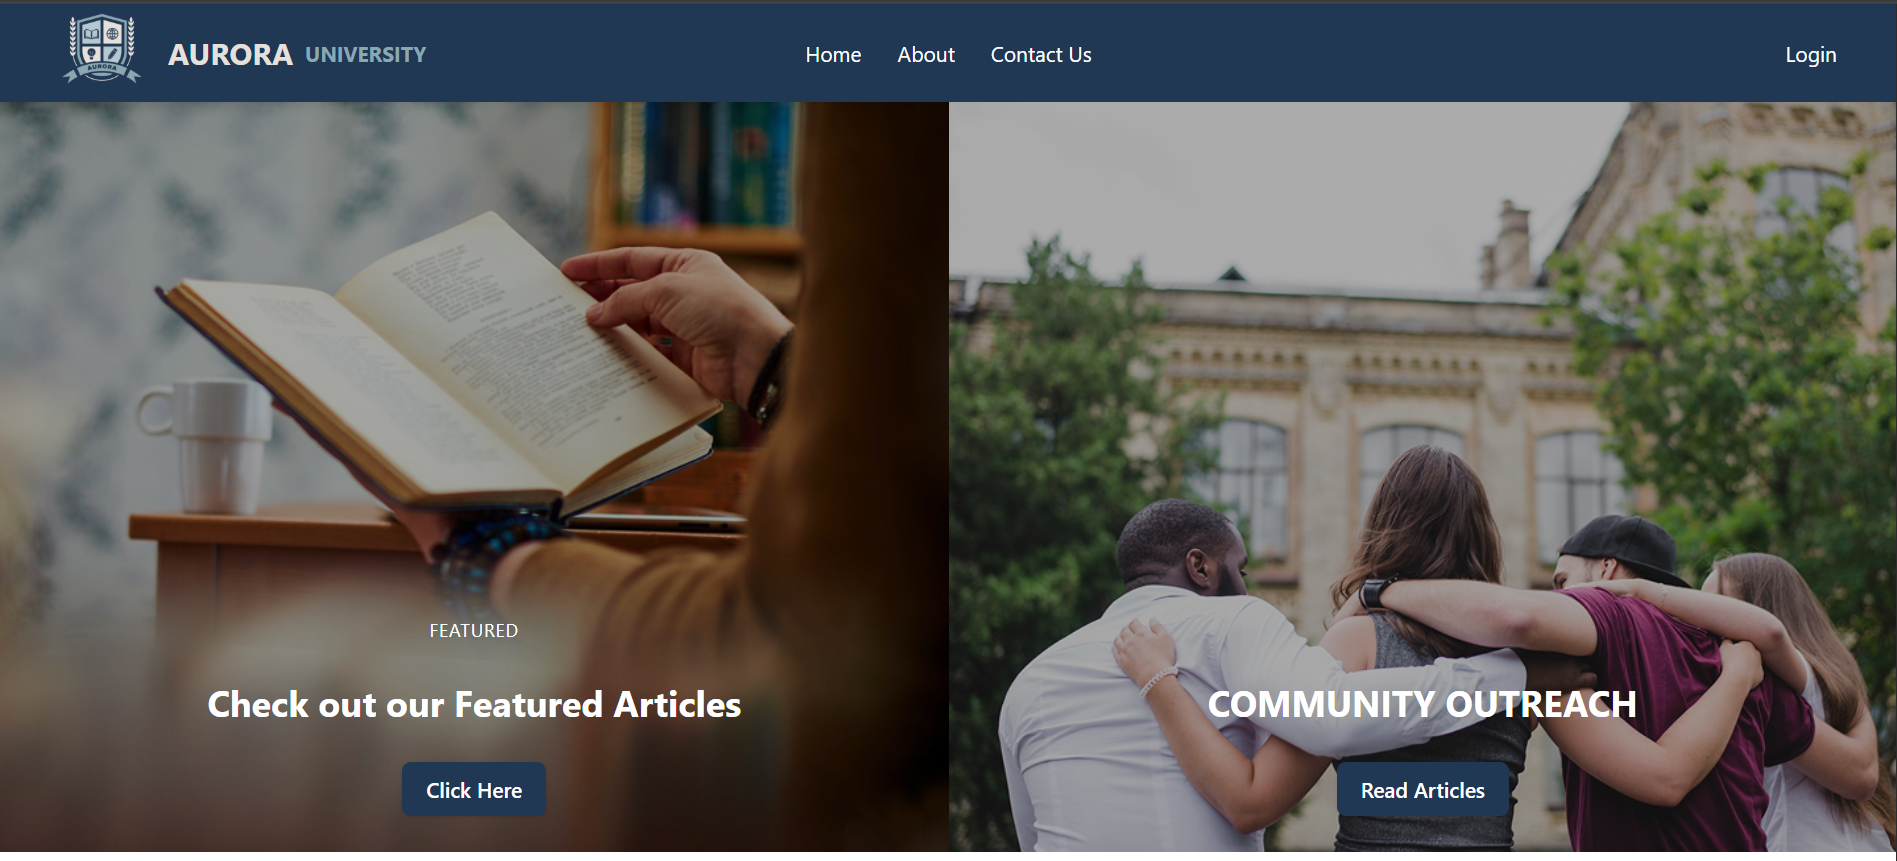 AURORA
AURORA UNIVERSITY
Home
About
Contact Us
Login
FEATURED
Check out our Featured Articles
Click Here
COMMUNITY OUTREACH
Read Articles